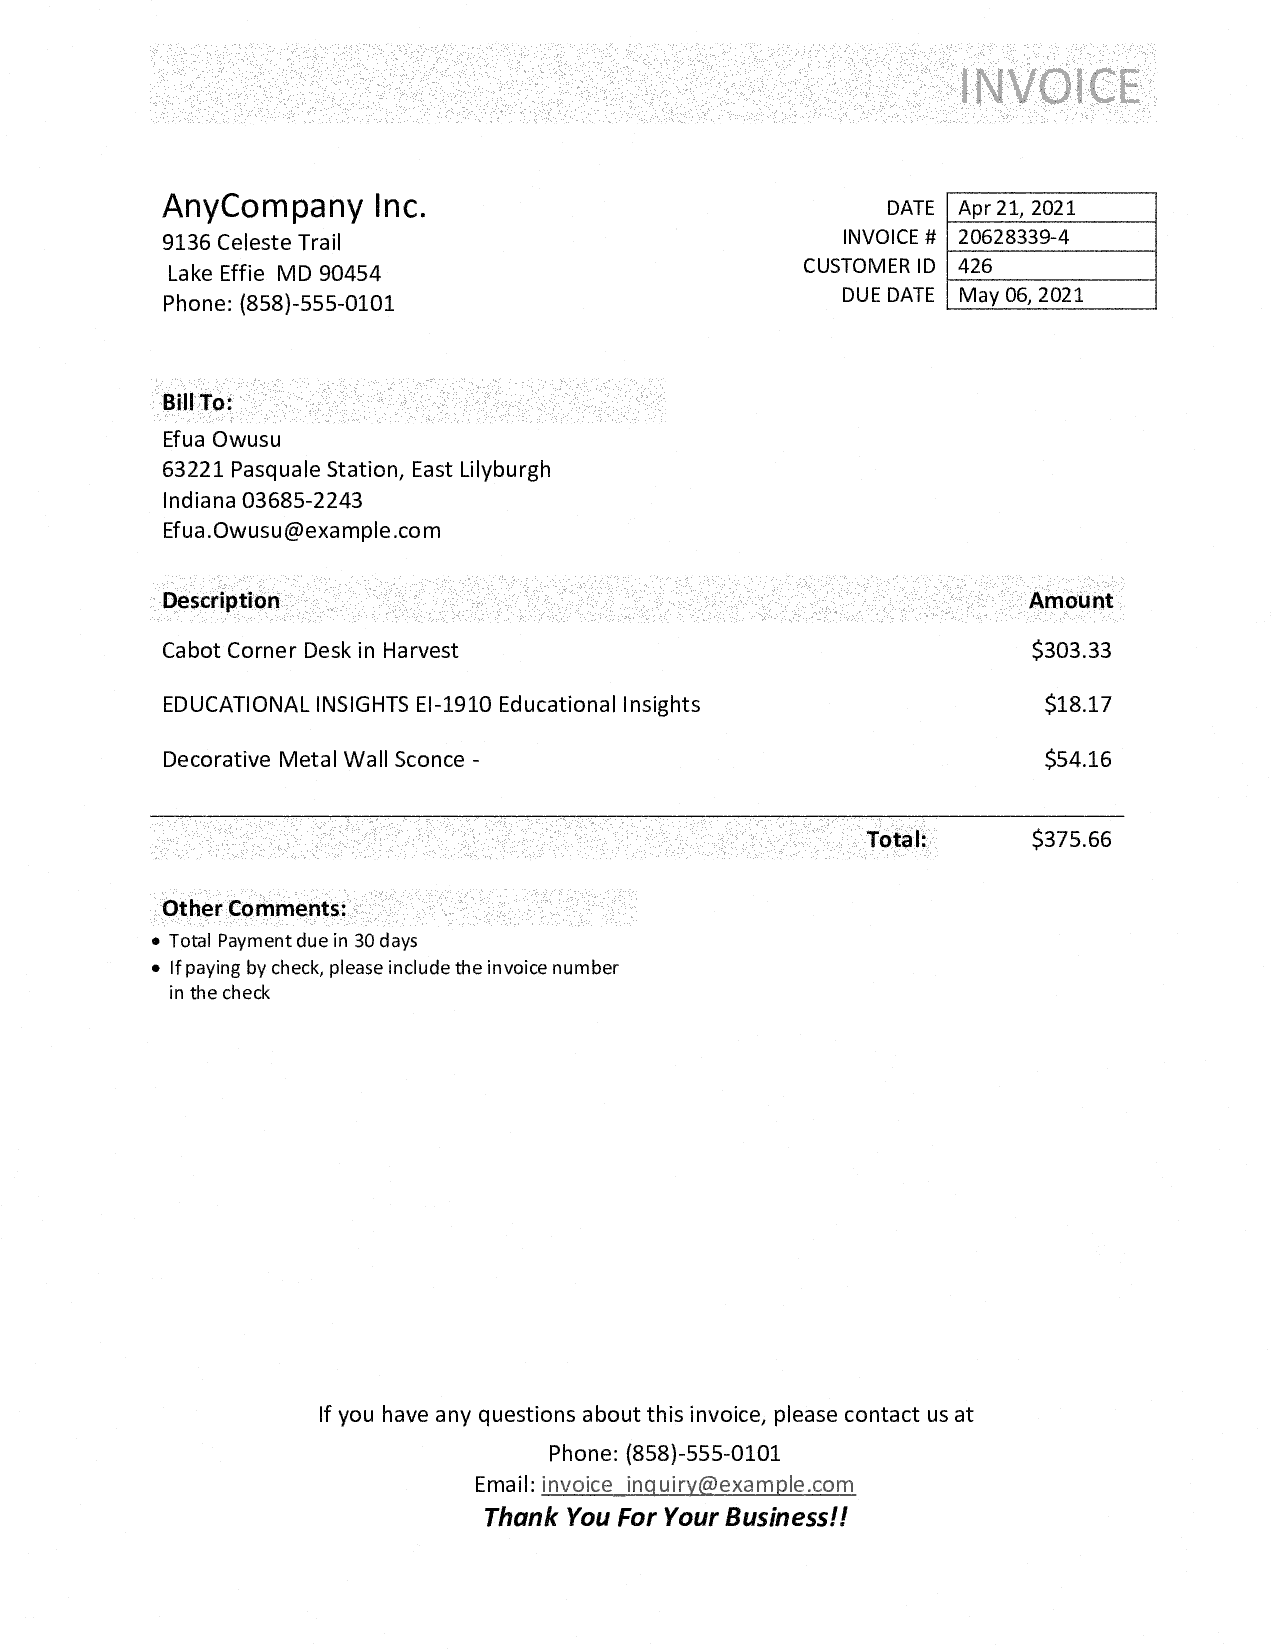 INVOICE
AnyCompany Inc.
9136 Celeste Trail
Lake Effie MD 90454
Phone: (858)-555-0101
DATE Apr 21, 2021
INVOICE # 20628339-4
CUSTOMER ID 426
DUE DATE May 06, 2021
Bill To:
Efua Owusu
63221 Pasquale Station, East Lilyburgh
Indiana 03685-2243
Efua.Owusu@example.com
Description Amount
Cabot Corner Desk in Harvest $303.33
EDUCATIONAL INSIGHTS EI-1910 Educational Insights $18.17
Decorative Metal Wall Sconce - $54.16
Total: $375.66
Other Comments:
• Total Payment due in 30 days
• If paying by check, please include the invoice number
in the check
If you have any questions about this invoice, please contact us at
Phone: (858)-555-0101
Email: invoice_inquiry@example.com
Thank You For Your Business!!